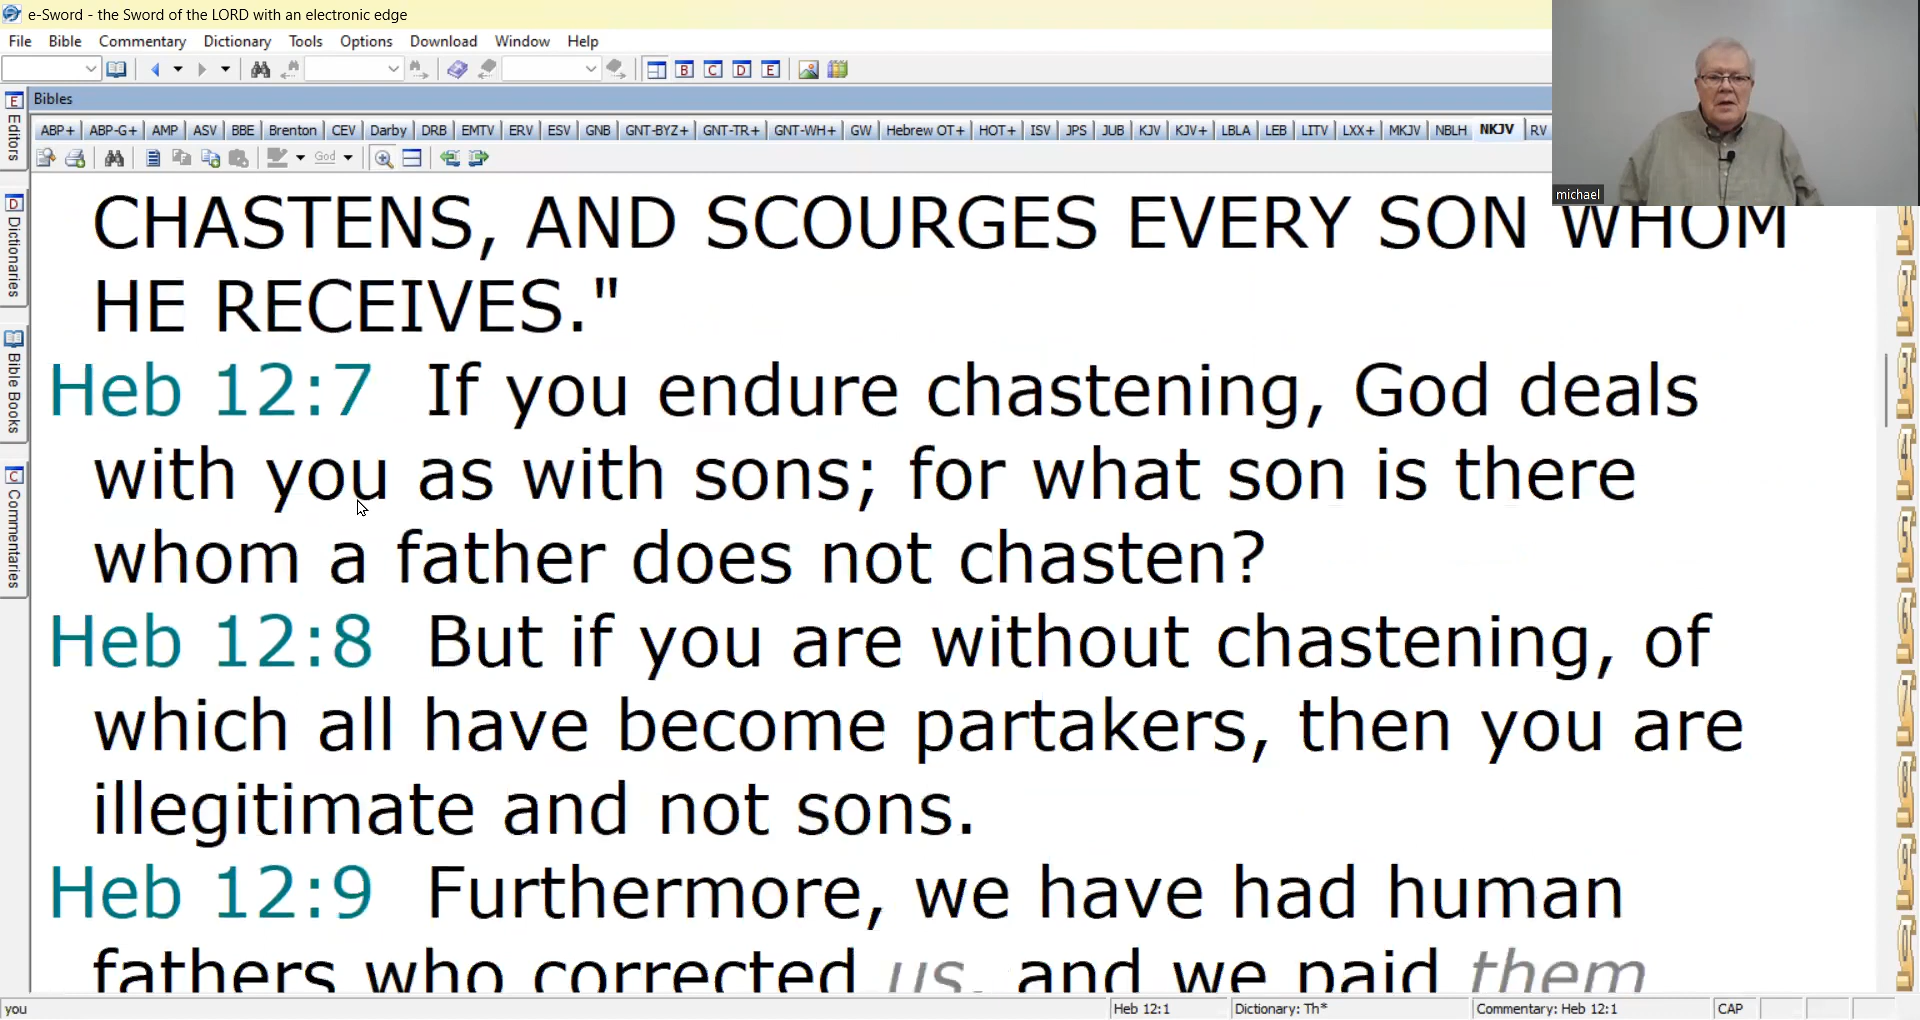 e-Sword - the Sword of the LORD with an electronic edge
File Bible Commentary Dictionary Tools Options Download Window Help
B C D E
Bibles
ABP+ ABP-G+ AMP ASV BBE Brenton CEV Darby DRB EMTV ERV ESV GNB GNT-BYZ+ GNT-TR+ GNT-WH+ GW Hebrew OT+ HOT+ ISV JPS JUB KJV KJV+ LBLA LEB LITV LXX+ MKJV NBLH NKJV RV
God
michael
E Editors
D Dictionaries
Bible Books
C Commentaries
CHASTENS, AND SCOURGES EVERY SON WHOM
HE RECEIVES."
Heb 12:7 If you endure chastening, God deals
with you as with sons; for what son is there
whom a father does not chasten?
Heb 12:8 But if you are without chastening, of
which all have become partakers, then you are
illegitimate and not sons.
Heb 12:9 Furthermore, we have had human
fathers who corrected us, and we paid them
you Heb 12:1 Dictionary: Th* Commentary: Heb 12:1 CAP